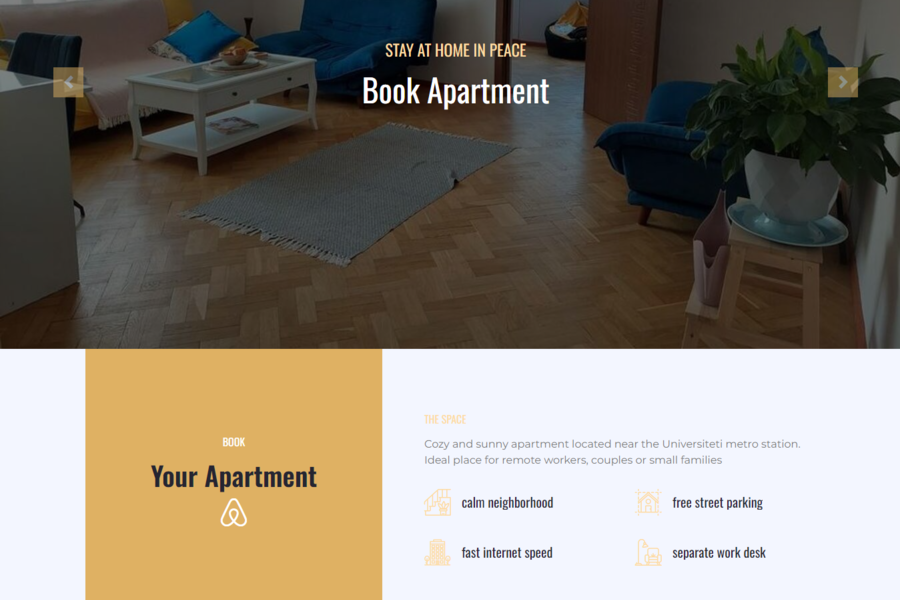 STAY AT HOME IN PEACE
Book Apartment
BOOK
Your Apartment
THE SPACE
Cozy and sunny apartment located near the Universiteti metro station.
Ideal place for remote workers, couples or small families
calm neighborhood
free street parking
fast internet speed
separate work desk